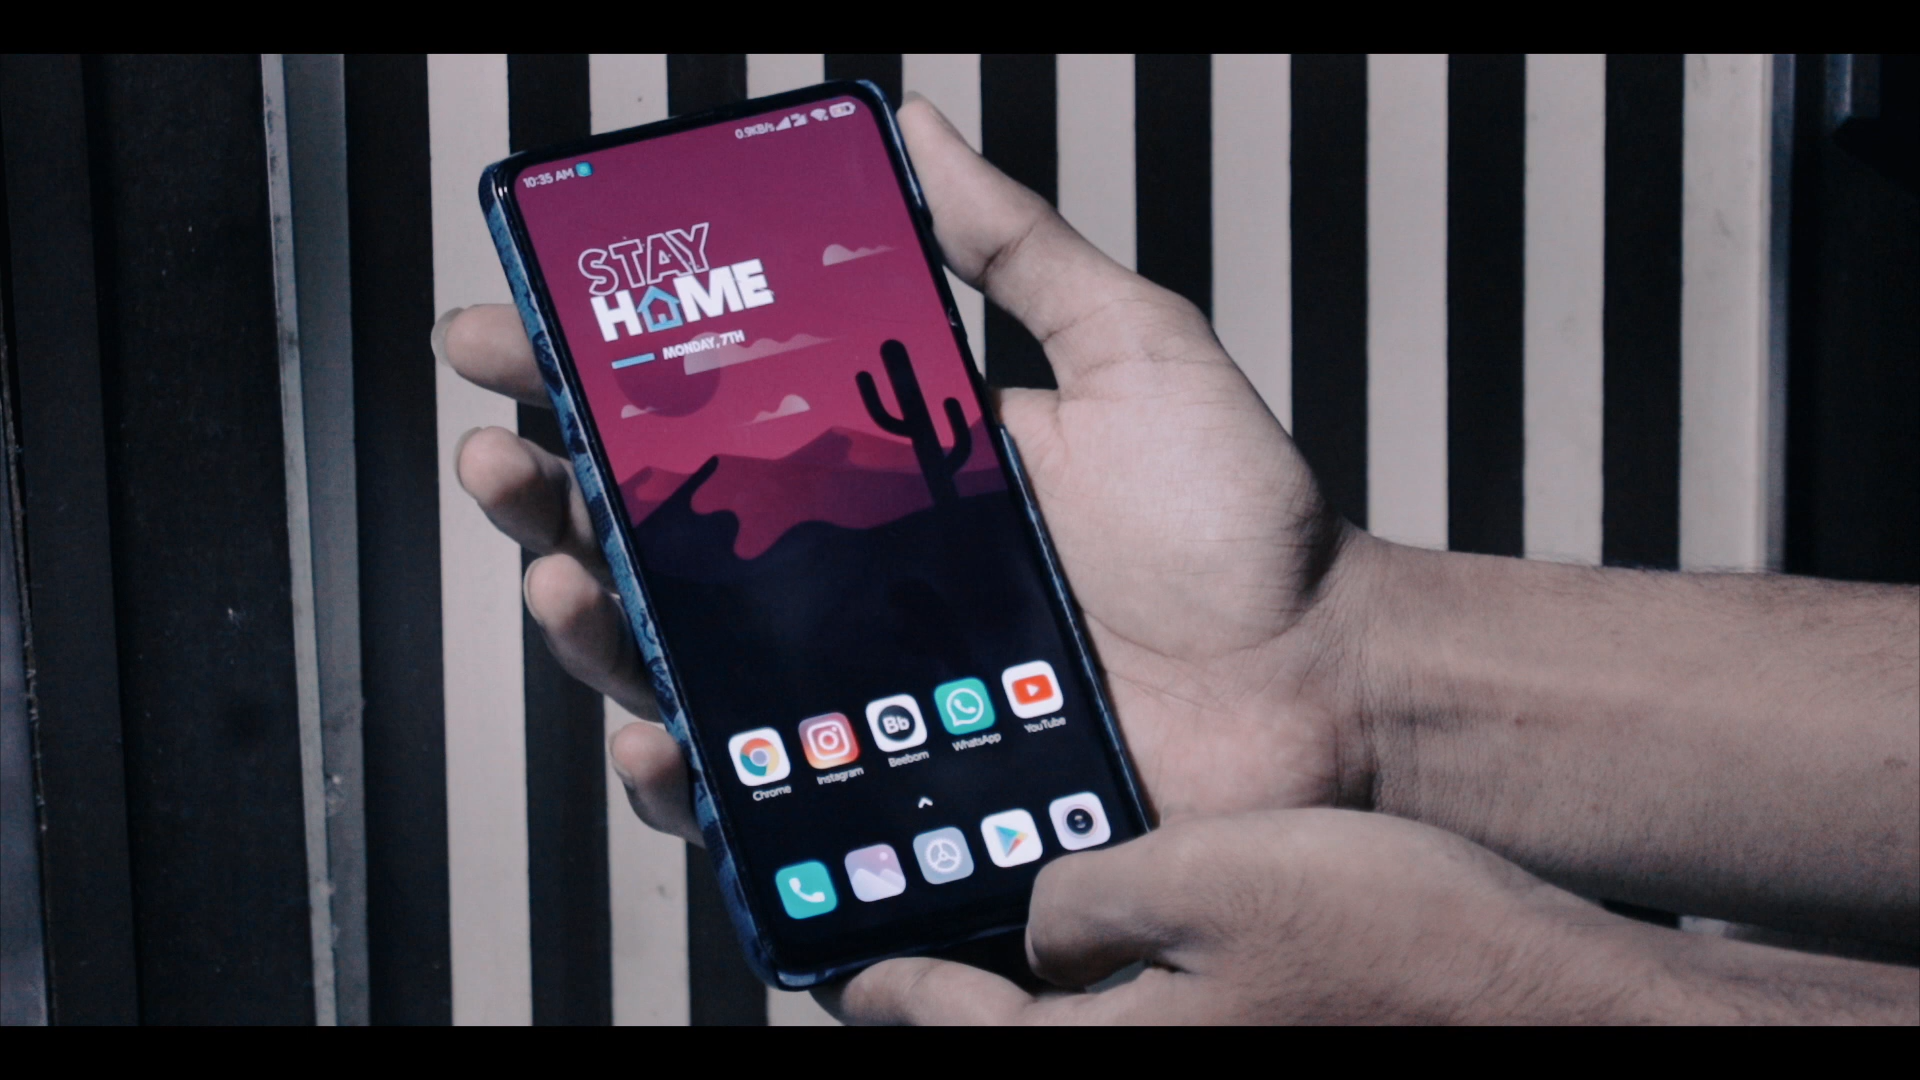 0.9KB/s
10:35 AM
STAY
HOME
MONDAY, 7TH
Bb
Chrome
Instagram
Beebom
WhatsApp
YouTube